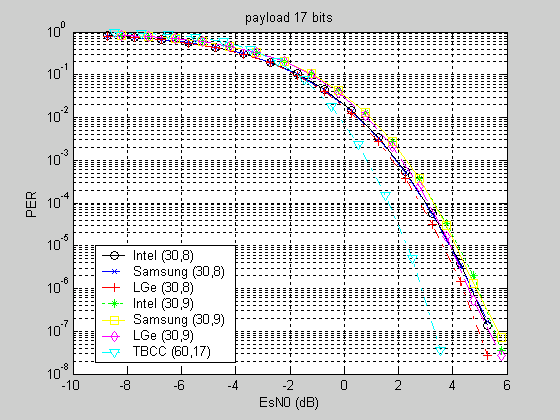 payload 17 bits
10^0
10^-1
10^-2
10^-3
10^-4
10^-5
10^-6
10^-7
10^-8
PER
Intel (30,8)
Samsung (30,8)
LGe (30,8)
Intel (30,9)
Samsung (30,9)
LGe (30,9)
TBCC (60,17)
-10 -8 -6 -4 -2 0 2 4 6
EsN0 (dB)